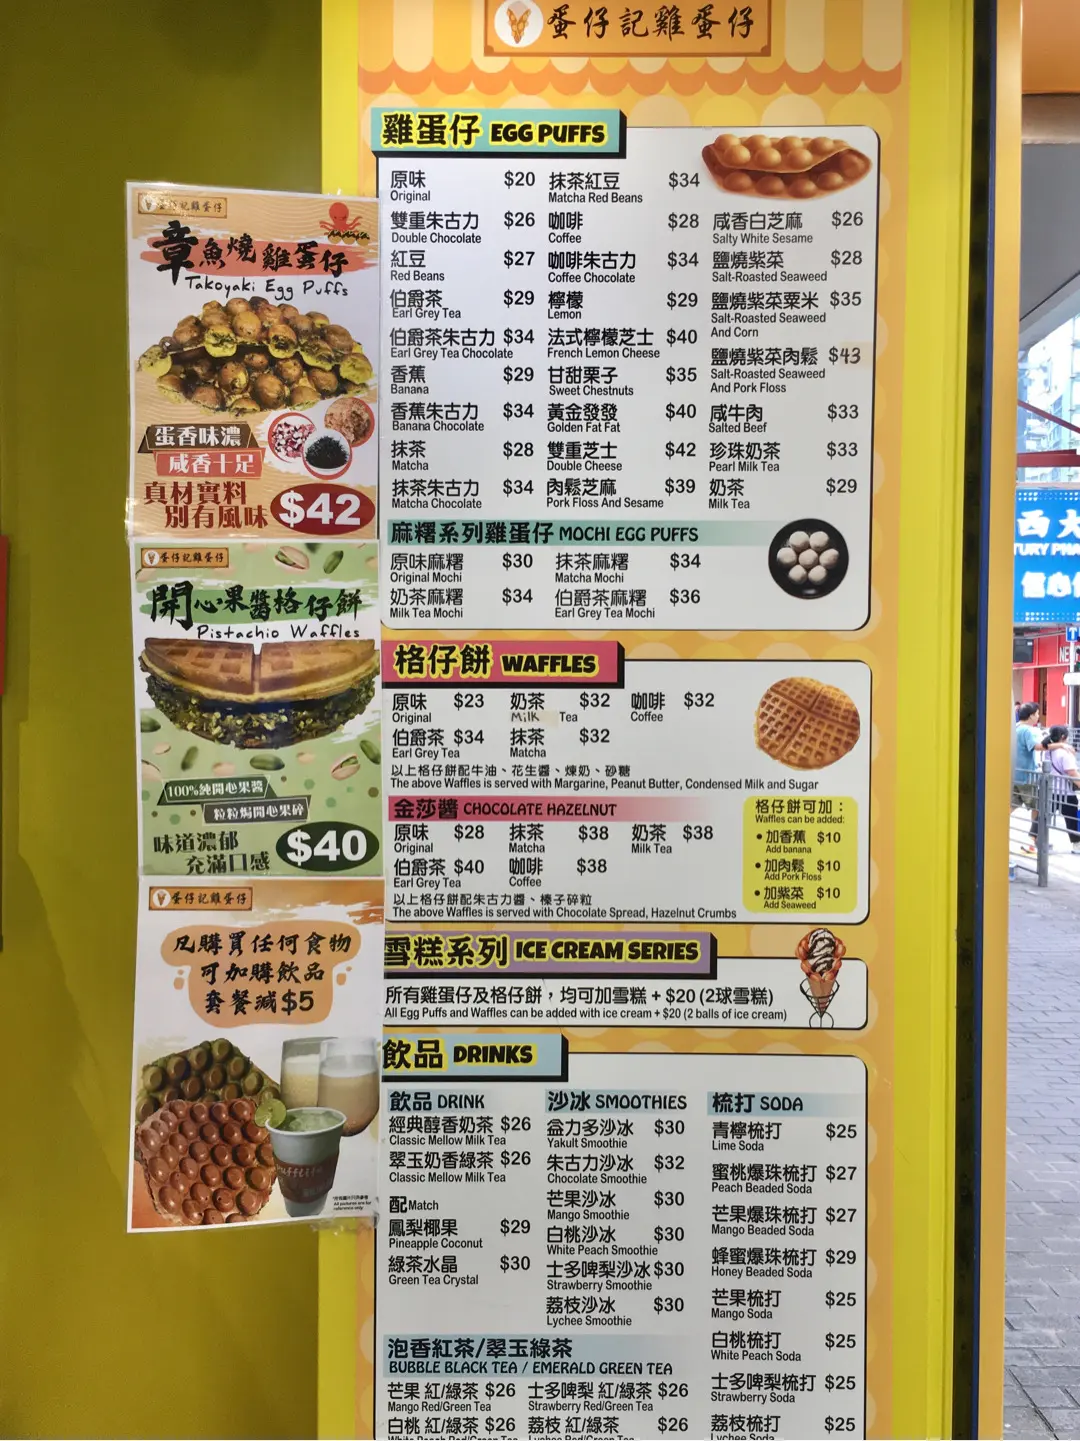 蛋仔記雞蛋仔
雞蛋仔 EGG PUFFS
原味 $20
Original
雙重朱古力 $26
Double Chocolate
紅豆 $27
Red Beans
伯爵茶 $29
Earl Grey Tea
伯爵茶朱古力 $34
Earl Grey Tea Chocolate
香蕉 $29
Banana
香蕉朱古力 $34
Banana Chocolate
抹茶 $28
Matcha
抹茶朱古力 $34
Matcha Chocolate
抹茶紅豆 $34
Matcha Red Beans
咖啡 $28
Coffee
咖啡朱古力 $34
Coffee Chocolate
檸檬 $29
Lemon
法式檸檬芝士 $40
French Lemon Cheese
甘甜栗子 $35
Sweet Chestnuts
黃金發發 $40
Golden Fat Fat
雙重芝士 $42
Double Cheese
肉鬆芝麻 $39
Pork Floss And Sesame
咸香白芝麻 $26
Salty White Sesame
鹽燒紫菜 $28
Salt-Roasted Seaweed
鹽燒紫菜粟米 $35
Salt-Roasted Seaweed
And Corn
鹽燒紫菜肉鬆 $43
Salt-Roasted Seaweed
And Pork Floss
咸牛肉 $33
Salted Beef
珍珠奶茶 $33
Pearl Milk Tea
奶茶 $29
Milk Tea
麻糬系列雞蛋仔 MOCHI EGG PUFFS
原味麻糬 $30
Original Mochi
奶茶麻糬 $34
Milk Tea Mochi
抹茶麻糬 $34
Matcha Mochi
伯爵茶麻糬 $36
Earl Grey Tea Mochi
格仔餅 WAFFLES
原味 $23 奶茶 $32 咖啡 $32
Original Milk Tea Coffee
伯爵茶 $34 抹茶 $32
Earl Grey Tea Matcha
以上格仔餅配牛油、花生醬、煉奶、砂糖
The above Waffles is served with Margarine, Peanut Butter, Condensed Milk and Sugar
金莎醬 CHOCOLATE HAZELNUT
原味 $28 抹茶 $38 奶茶 $38
Original Matcha Milk Tea
伯爵茶 $40 咖啡 $38
Earl Grey Tea Coffee
以上格仔餅配朱古力醬、榛子碎粒
The above Waffles is served with Chocolate Spread, Hazelnut Crumbs
格仔餅可加：
Waffles can be added:
•加香蕉 $10
Add banana
•加肉鬆 $10
Add Pork Floss
•加紫菜 $10
Add Seaweed
雪糕系列 ICE CREAM SERIES
所有雞蛋仔及格仔餅，均可加雪糕 + $20 (2球雪糕)
All Egg Puffs and Waffles can be added with ice cream + $20 (2 balls of ice cream)
飲品 DRINKS
飲品 DRINK
經典醇香奶茶 $26
Classic Mellow Milk Tea
翠玉奶香綠茶 $26
Classic Mellow Milk Tea
配 Match
鳳梨椰果 $29
Pineapple Coconut
綠茶水晶 $30
Green Tea Crystal
沙冰 SMOOTHIES
益力多沙冰 $30
Yakult Smoothie
朱古力沙冰 $32
Chocolate Smoothie
芒果沙冰 $30
Mango Smoothie
白桃沙冰 $30
White Peach Smoothie
士多啤梨沙冰 $30
Strawberry Smoothie
荔枝沙冰 $30
Lychee Smoothie
梳打 SODA
青檸梳打 $25
Lime Soda
蜜桃爆珠梳打 $27
Peach Beaded Soda
芒果爆珠梳打 $27
Mango Beaded Soda
蜂蜜爆珠梳打 $29
Honey Beaded Soda
芒果梳打 $25
Mango Soda
白桃梳打 $25
White Peach Soda
士多啤梨梳打 $25
Strawberry Soda
荔枝梳打 $25
Lychee Soda
泡香紅茶/翠玉綠茶
BUBBLE BLACK TEA / EMERALD GREEN TEA
芒果 紅/綠茶 $26 士多啤梨 紅/綠茶 $26
Mango Red/Green Tea Strawberry Red/Green Tea
白桃 紅/綠茶 $26 荔枝 紅/綠茶 $26
White Peach Red/Green Tea Lychee Red/Green Tea
蛋仔記雞蛋仔
章魚燒雞蛋仔
Takoyaki Egg Puffs
蛋香味濃
咸香十足
真材實料
別有風味 $42
蛋仔記雞蛋仔
開心果醬格仔餅
Pistachio Waffles
100%純開心果醬
粒粒焗開心果碎
味道濃郁
充滿口感 $40
蛋仔記雞蛋仔
凡購買任何食物
可加購飲品
套餐減$5
西大
TURY PHA